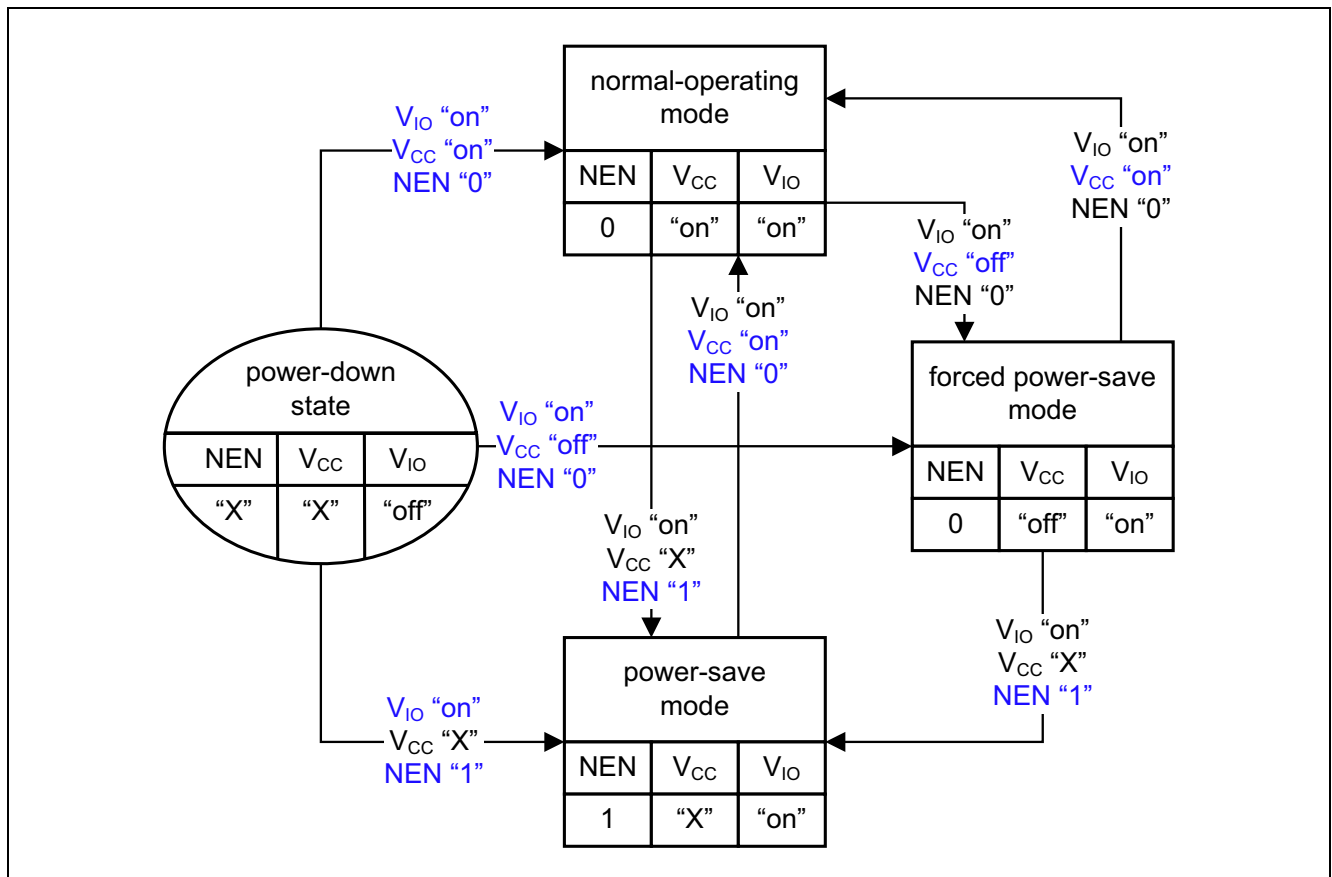 normal-operating
mode
NEN VCC VIO
0 “on” “on”
VIO “on”
VCC “on”
NEN “0”
VIO “on”
VCC “on”
NEN “0”
VIO “on”
VCC “off”
NEN “0”
VIO “on”
VCC “on”
NEN “0”
power-down
state
NEN VCC VIO
“X” “X” “off”
VIO “on”
VCC “off”
NEN “0”
forced power-save
mode
NEN VCC VIO
0 “off” “on”
VIO “on”
VCC “X”
NEN “1”
VIO “on”
VCC “X”
NEN “1”
VIO “on”
VCC “X”
NEN “1”
power-save
mode
NEN VCC VIO
1 “X” “on”